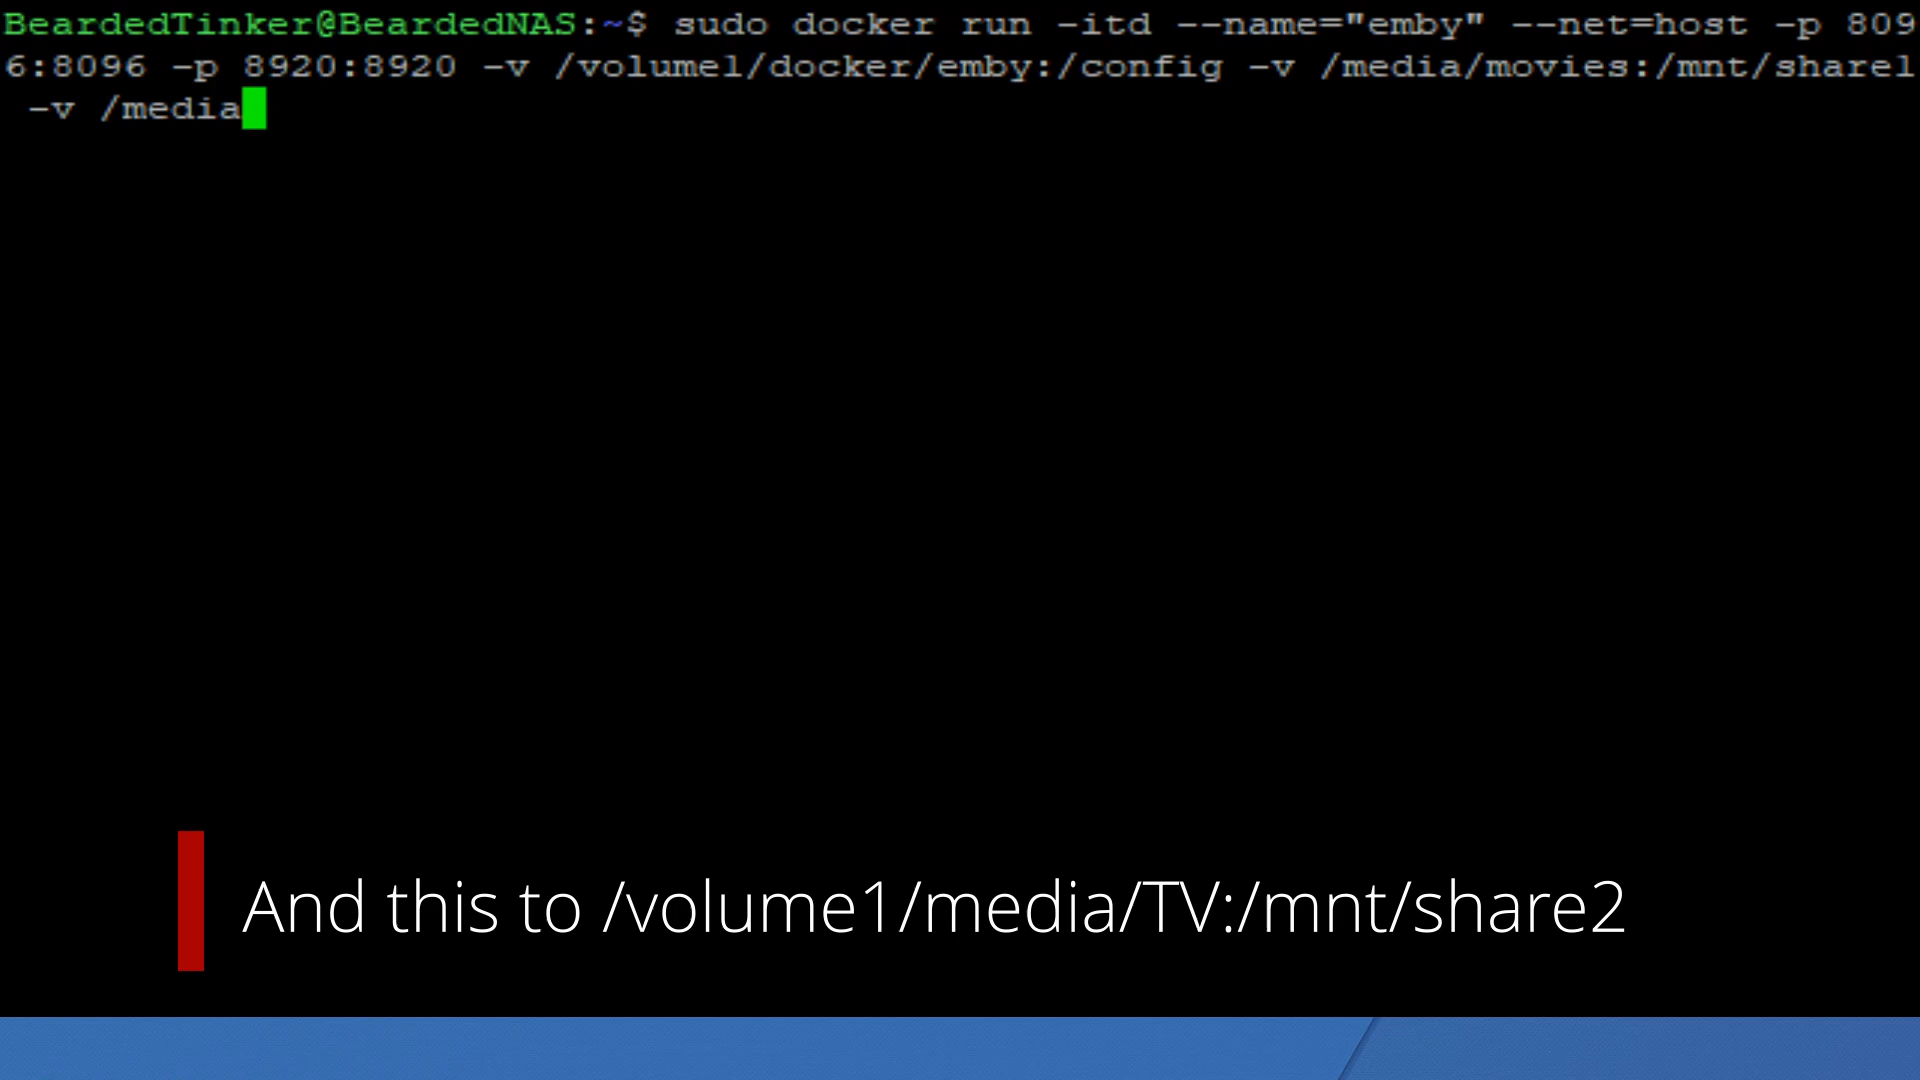 BeardedTinker@BeardedNAS:~$ sudo docker run -itd --name="emby" --net=host -p 809
6:8096 -p 8920:8920 -v /volume1/docker/emby:/config -v /media/movies:/mnt/share1
-v /media
And this to /volume1/media/TV:/mnt/share2